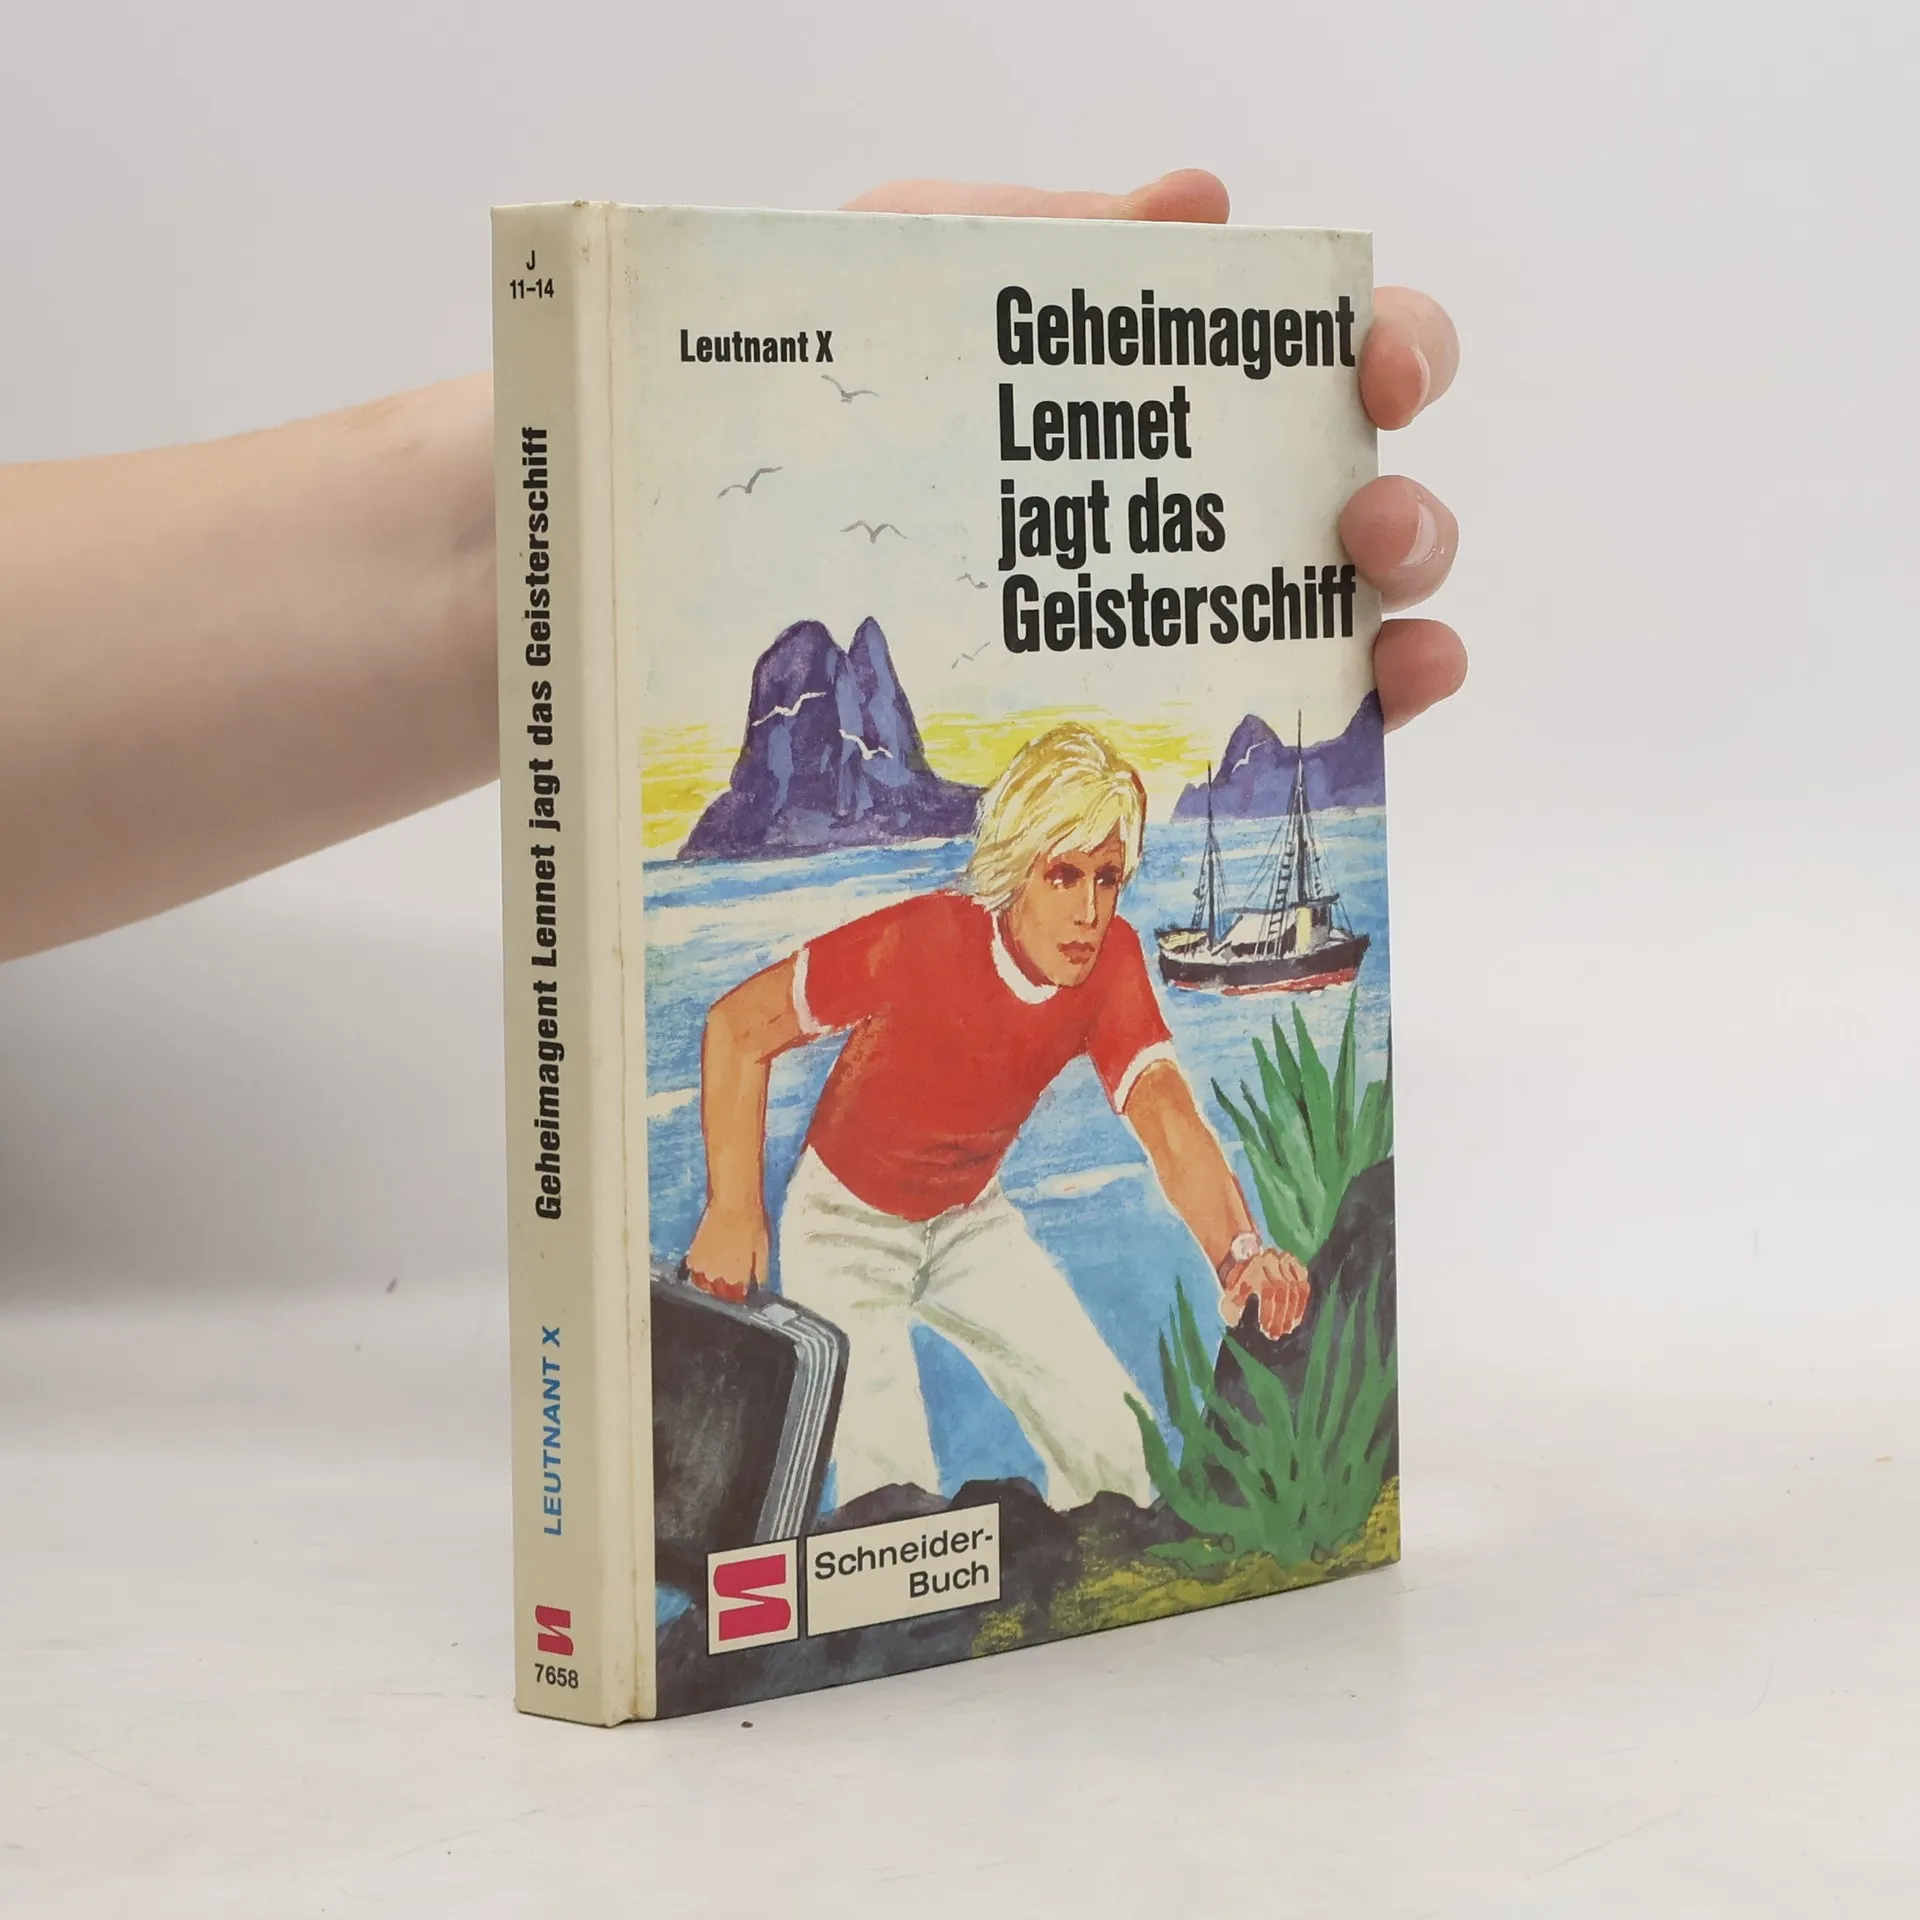 J
11-14
Geheimagent Lennet jagt das Geisterschiff
LEUTNANT X
7658
Leutnant X
Geheimagent
Lennet
jagt das
Geisterschiff
Schneider-
Buch